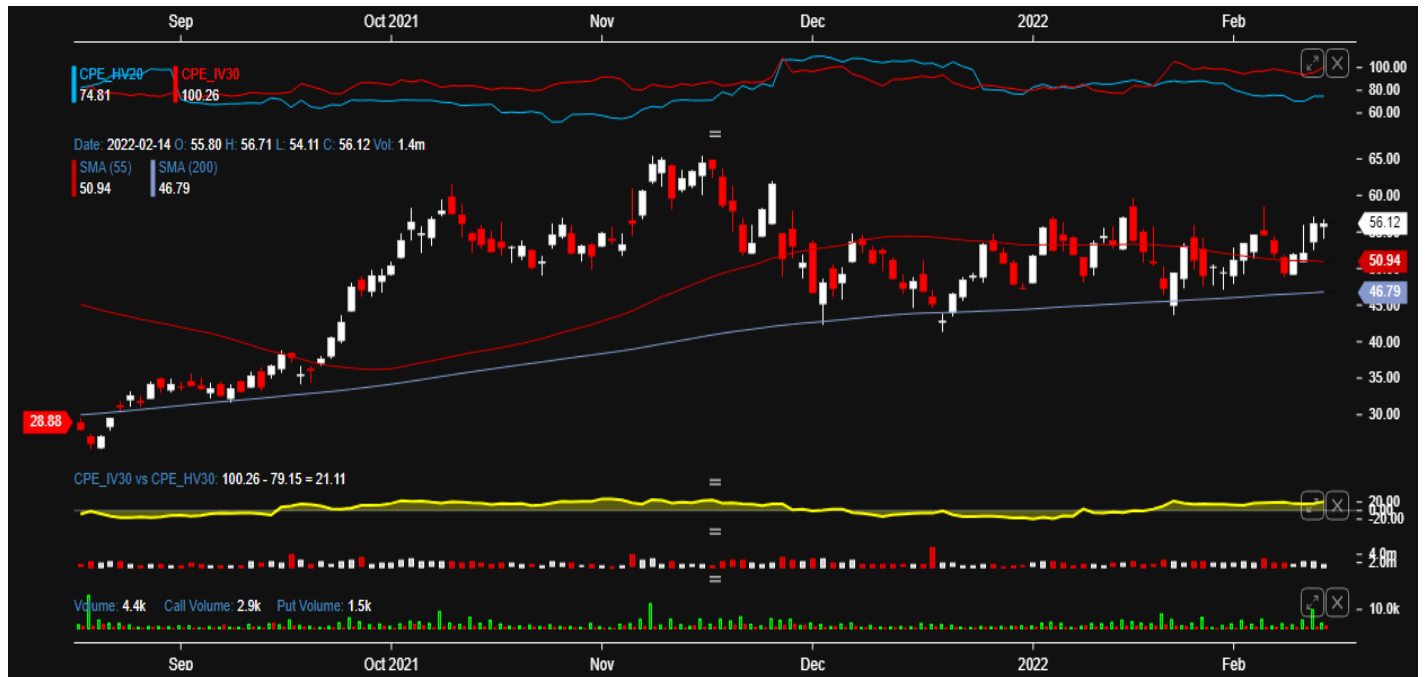 Sep Oct 2021 Nov Dec 2022 Feb
CPE_HV20 CPE_IV30
74.81 100.26
100.00
80.00
60.00
Date: 2022-02-14 O: 55.80 H: 56.71 L: 54.11 C: 56.12 Vol: 1.4m
SMA (55) SMA (200)
50.94 46.79
65.00
60.00
56.12
50.94
46.79
45.00
40.00
35.00
30.00
28.88
CPE_IV30 vs CPE_HV30: 100.26 - 79.15 = 21.11
20.00
0.00
-20.00
4.0m
2.0m
Volume: 4.4k Call Volume: 2.9k Put Volume: 1.5k
10.0k
Sep Oct 2021 Nov Dec 2022 Feb